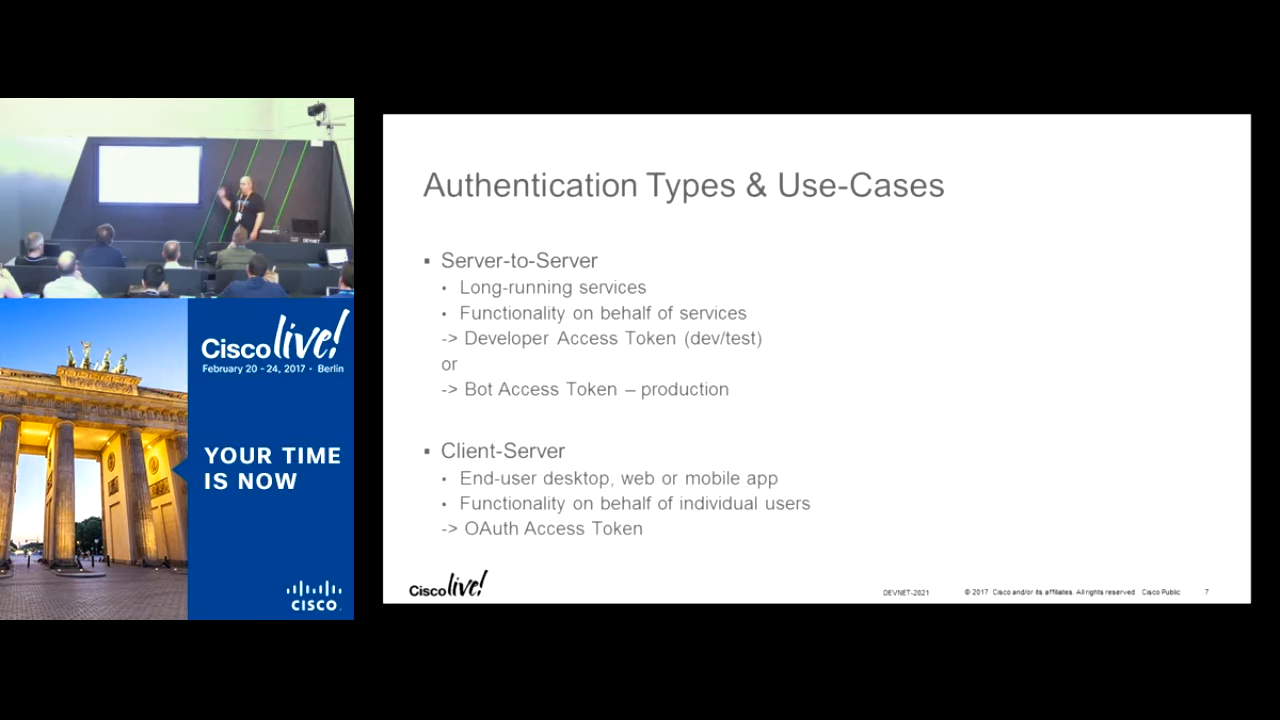 DEVNET
Cisco live!
February 20 - 24, 2017 • Berlin
YOUR TIME
IS NOW
CISCO
Authentication Types & Use-Cases
▪ Server-to-Server
• Long-running services
• Functionality on behalf of services
-> Developer Access Token (dev/test)
or
-> Bot Access Token – production
▪ Client-Server
• End-user desktop, web or mobile app
• Functionality on behalf of individual users
-> OAuth Access Token
Cisco live!
DEVNET-2021
© 2017 Cisco and/or its affiliates. All rights reserved. Cisco Public
7